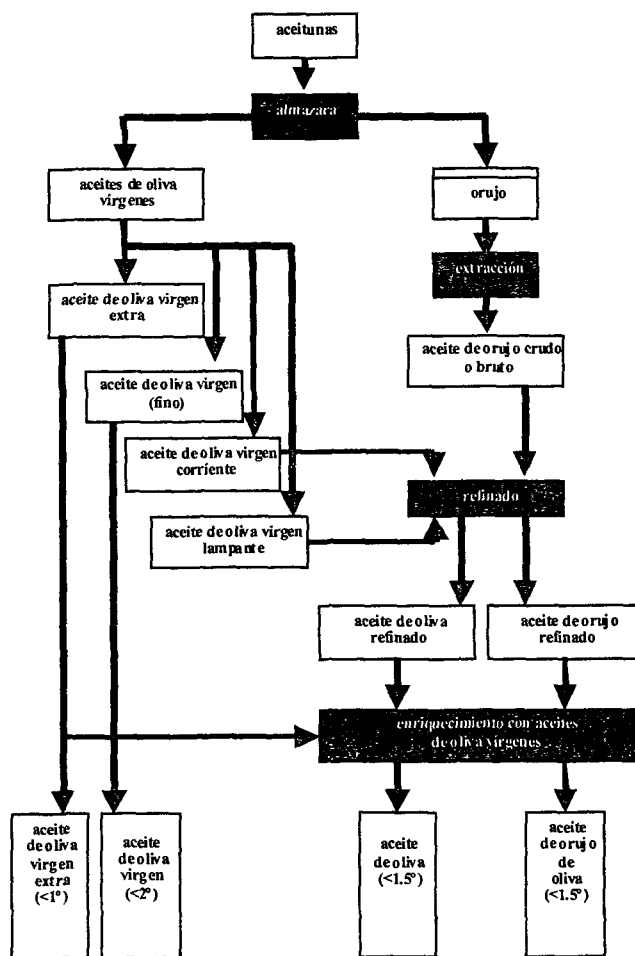 aceitunas
almazara
aceites de oliva
vírgenes
orujo
extracción
aceite de oliva virgen
extra
aceite de orujo crudo
o bruto
aceite de oliva virgen
(fino)
aceite de oliva virgen
corriente
refinado
aceite de oliva virgen
lampante
aceite de oliva
refinado
aceite de orujo
refinado
enriquecimiento con aceites
de oliva vírgenes
aceite
de oliva
virgen
extra
(<1°)
aceite
de oliva
virgen
(<2°)
aceite
de oliva
(<1.5°)
aceite
de orujo
de
oliva
(<1.5°)